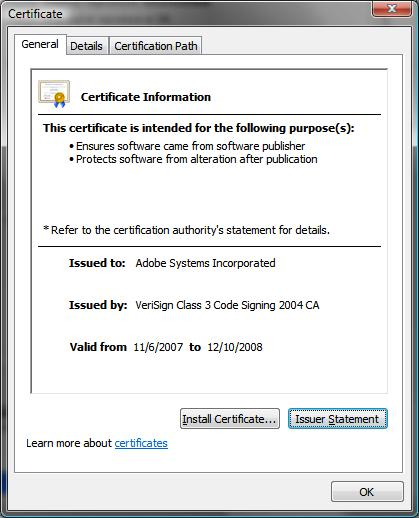 Certificate
General Details Certification Path
Certificate Information
This certificate is intended for the following purpose(s):
• Ensures software came from software publisher
• Protects software from alteration after publication
* Refer to the certification authority's statement for details.
Issued to: Adobe Systems Incorporated
Issued by: VeriSign Class 3 Code Signing 2004 CA
Valid from 11/6/2007 to 12/10/2008
Install Certificate... Issuer Statement
Learn more about certificates
OK